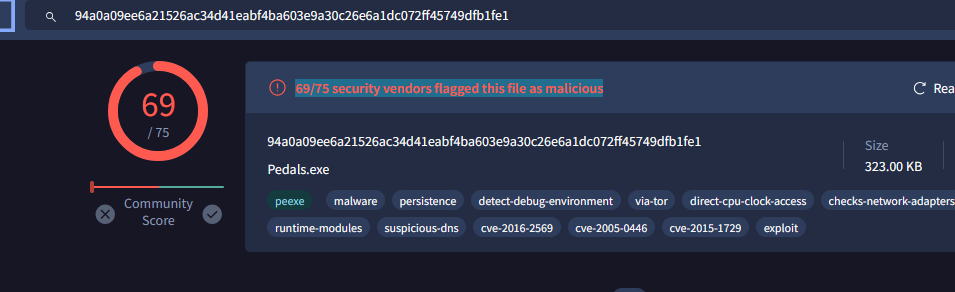 94a0a09ee6a21526ac34d41eabf4ba603e9a30c26e6a1dc072ff45749dfb1fe1
69
/ 75
Community
Score
69/75 security vendors flagged this file as malicious
Rea
94a0a09ee6a21526ac34d41eabf4ba603e9a30c26e6a1dc072ff45749dfb1fe1
Pedals.exe
Size
323.00 KB
peexe malware persistence detect-debug-environment via-tor direct-cpu-clock-access checks-network-adapters
runtime-modules suspicious-dns cve-2016-2569 cve-2005-0446 cve-2015-1729 exploit